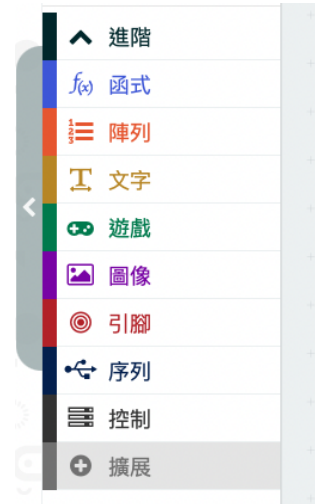 進階
f(x) 函式
陣列
文字
遊戲
圖像
引腳
序列
控制
擴展